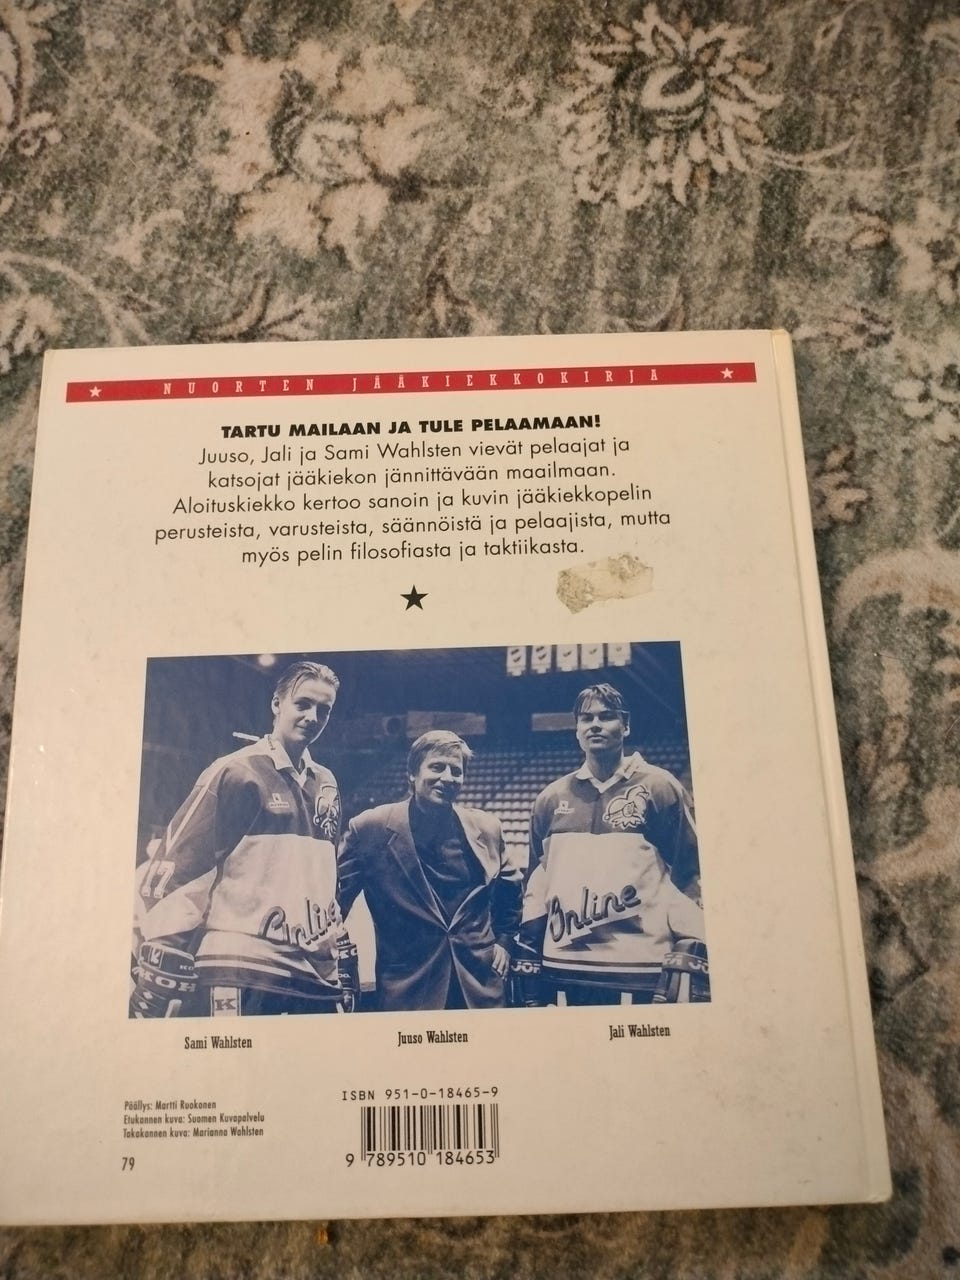 ★ NUORTEN JÄÄKIEKKOKIRJA ★
TARTU MAILAAN JA TULE PELAAMAAN!
Juuso, Jali ja Sami Wahlsten vievät pelaajat ja
katsojat jääkiekon jännittävään maailmaan.
Aloituskiekko kertoo sanoin ja kuvin jääkiekkopelin
perusteista, varusteista, säännöistä ja pelaajista, mutta
myös pelin filosofiasta ja taktiikasta.
★
17
Online
Online
KOH
K
JOF
Sami Wahlsten
Juuso Wahlsten
Jali Wahlsten
Päällys: Martti Ruokonen
Etukannen kuva: Suomen Kuvapalvelu
Takakannen kuva: Marianna Wahlsten
79
ISBN 951-0-18465-9
9 789510 184653